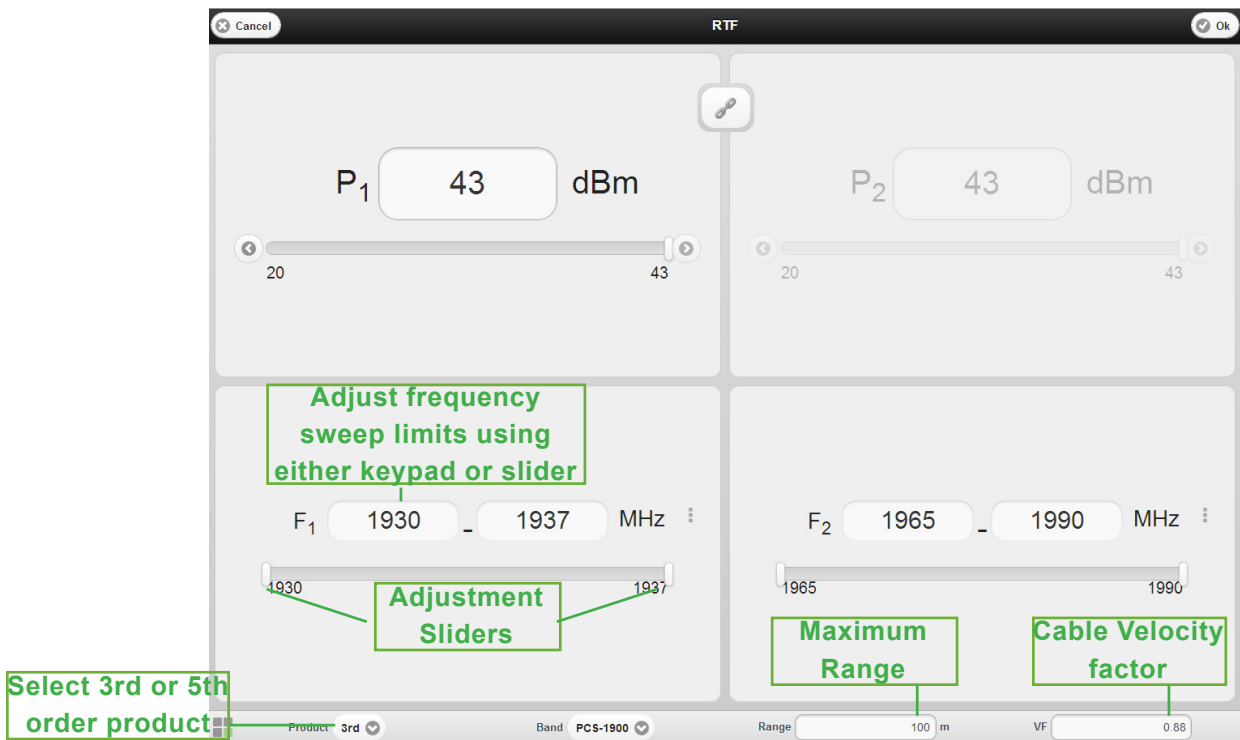 Cancel RTF Ok
P1 43 dBm
20 43
P2 43 dBm
20 43
Adjust frequency
sweep limits using
either keypad or slider
F1 1930 - 1937 MHz
1930 1937
Adjustment
Sliders
F2 1965 - 1990 MHz
1965 1990
Maximum
Range
Cable Velocity
factor
Select 3rd or 5th
order product
Product 3rd Band PCS-1900 Range 100 m VF 0.88